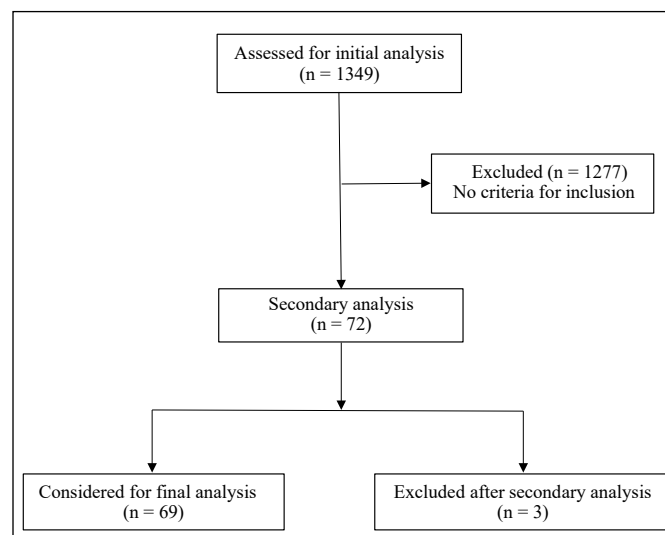 Assessed for initial analysis
(n = 1349)
Excluded (n = 1277)
No criteria for inclusion
Secondary analysis
(n = 72)
Considered for final analysis
(n = 69)
Excluded after secondary analysis
(n = 3)